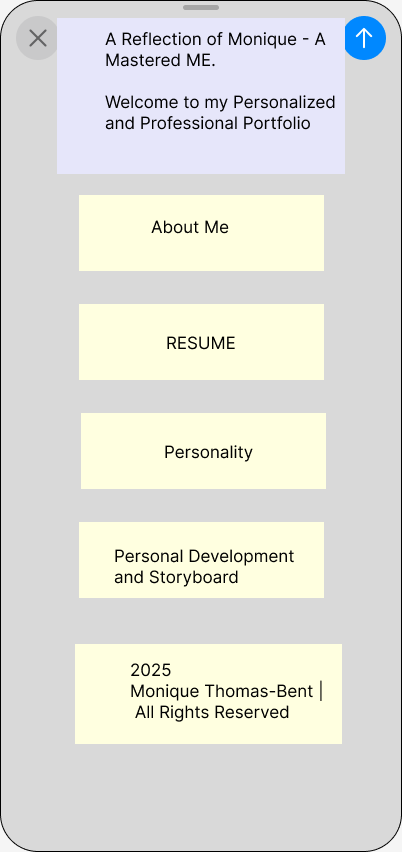 A Reflection of Monique - A
Mastered ME.
Welcome to my Personalized
and Professional Portfolio
About Me
RESUME
Personality
Personal Development
and Storyboard
2025
Monique Thomas-Bent |
All Rights Reserved